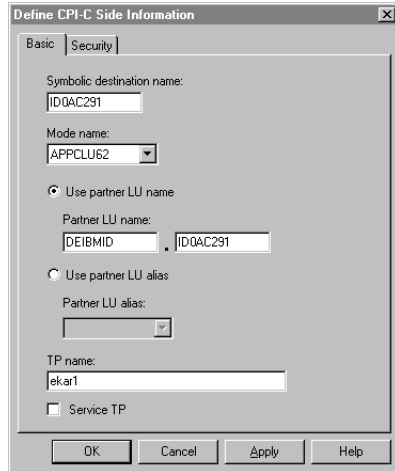 Define CPI-C Side Information
Basic Security
Symbolic destination name:
ID0AC291
Mode name:
APPCLU62
Use partner LU name
Partner LU name:
DEIBMID . ID0AC291
Use partner LU alias
Partner LU alias:
TP name:
ekar1
Service TP
OK Cancel Apply Help